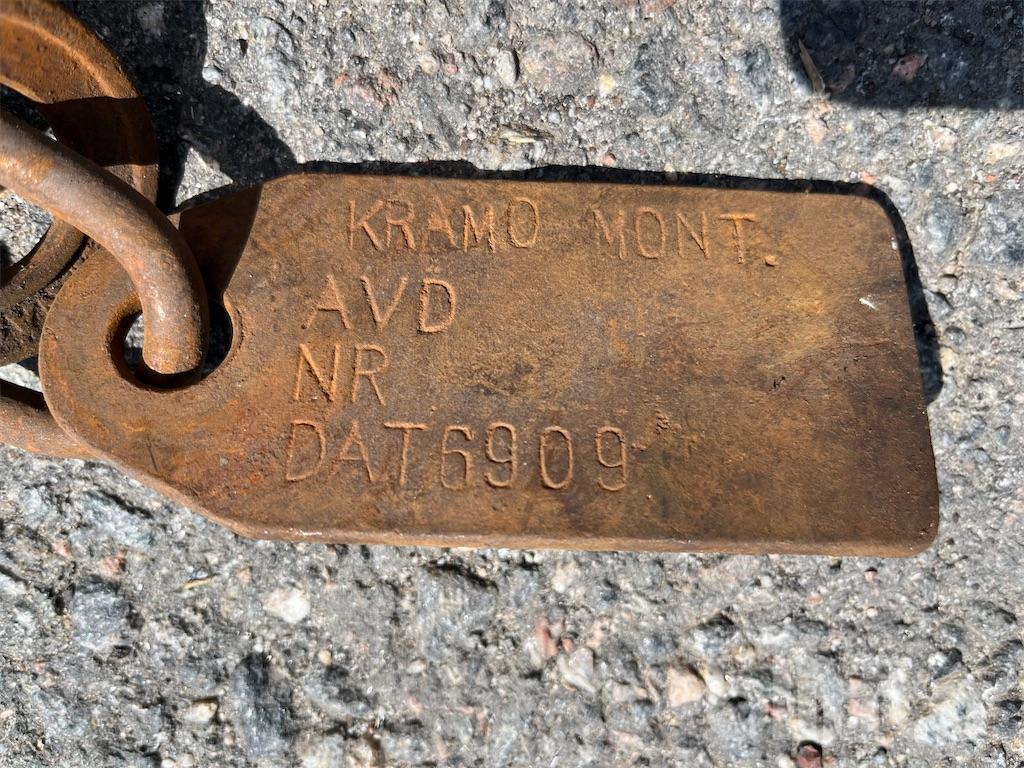 KRAMO MONT.
AVD
NR
DAT6909